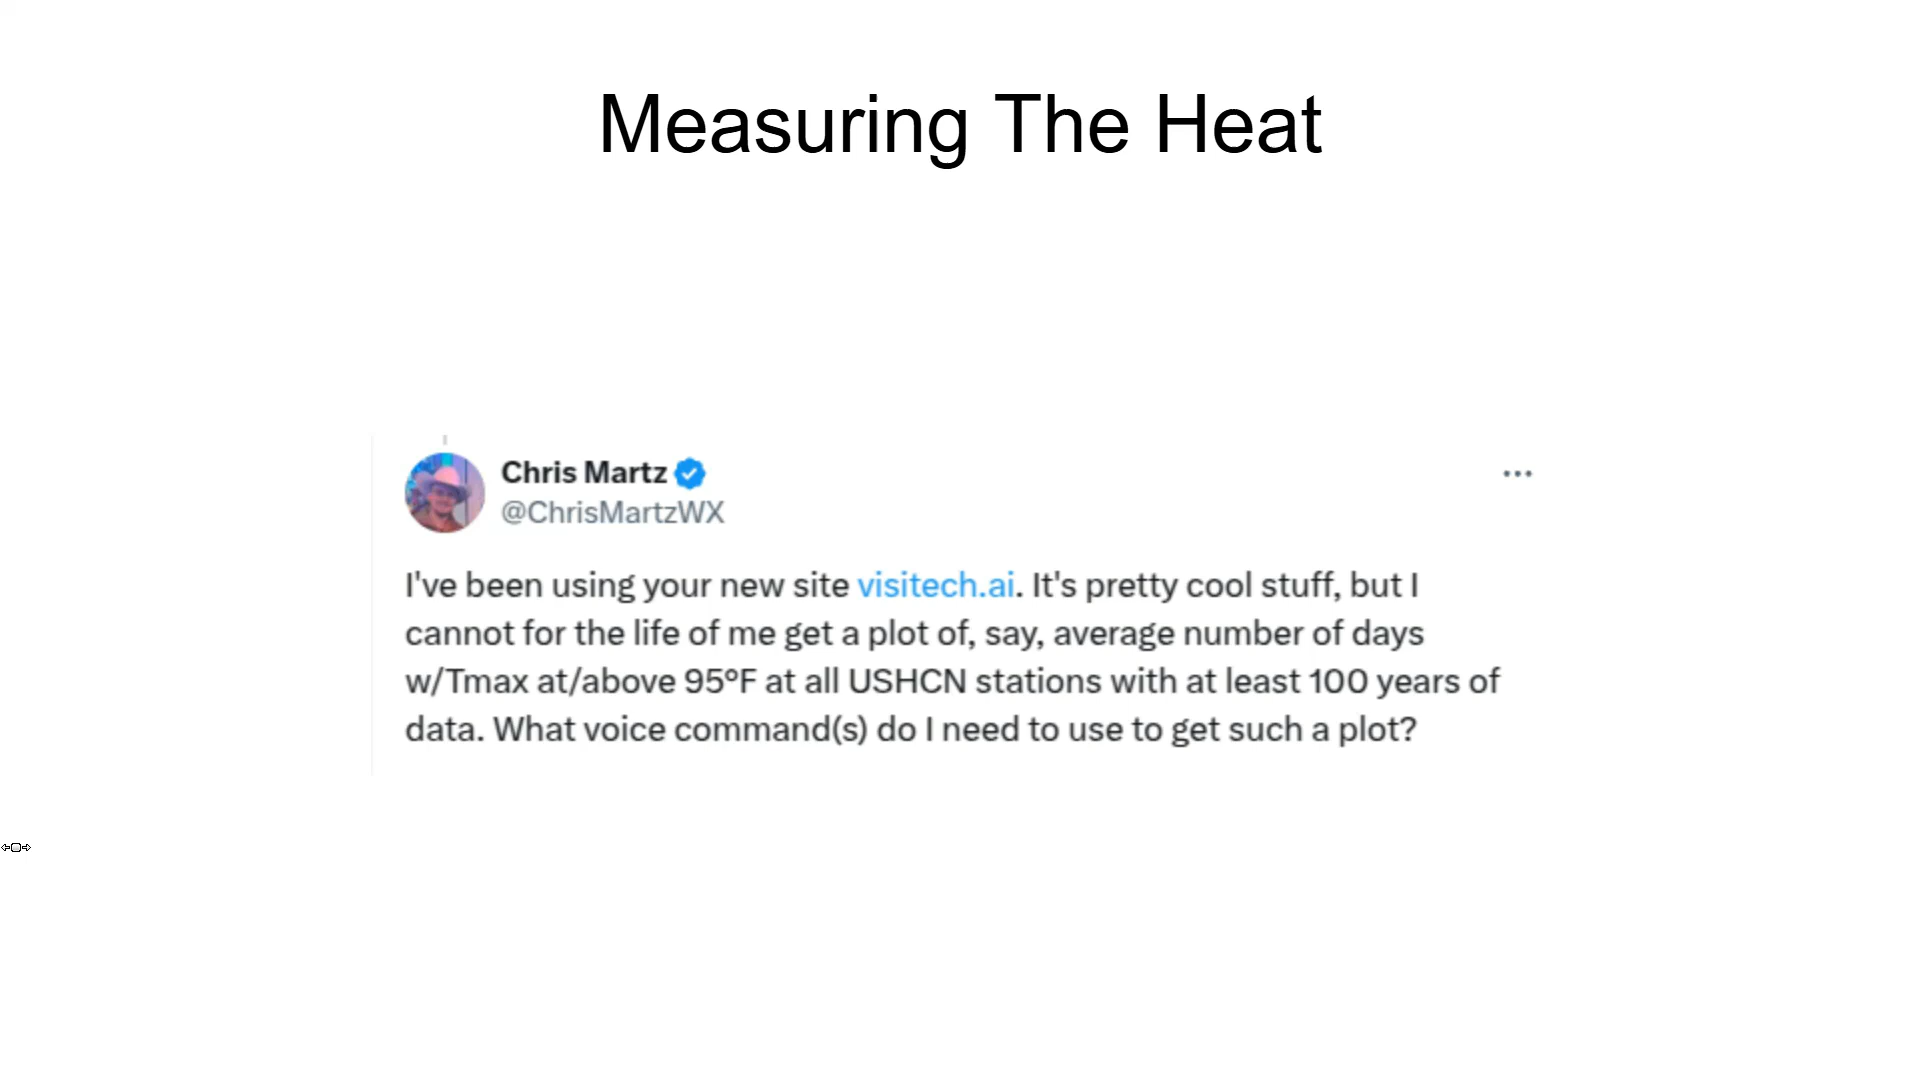 Measuring The Heat
Chris Martz
@ChrisMartzWX
I've been using your new site visitech.ai. It's pretty cool stuff, but I
cannot for the life of me get a plot of, say, average number of days
w/Tmax at/above 95°F at all USHCN stations with at least 100 years of
data. What voice command(s) do I need to use to get such a plot?